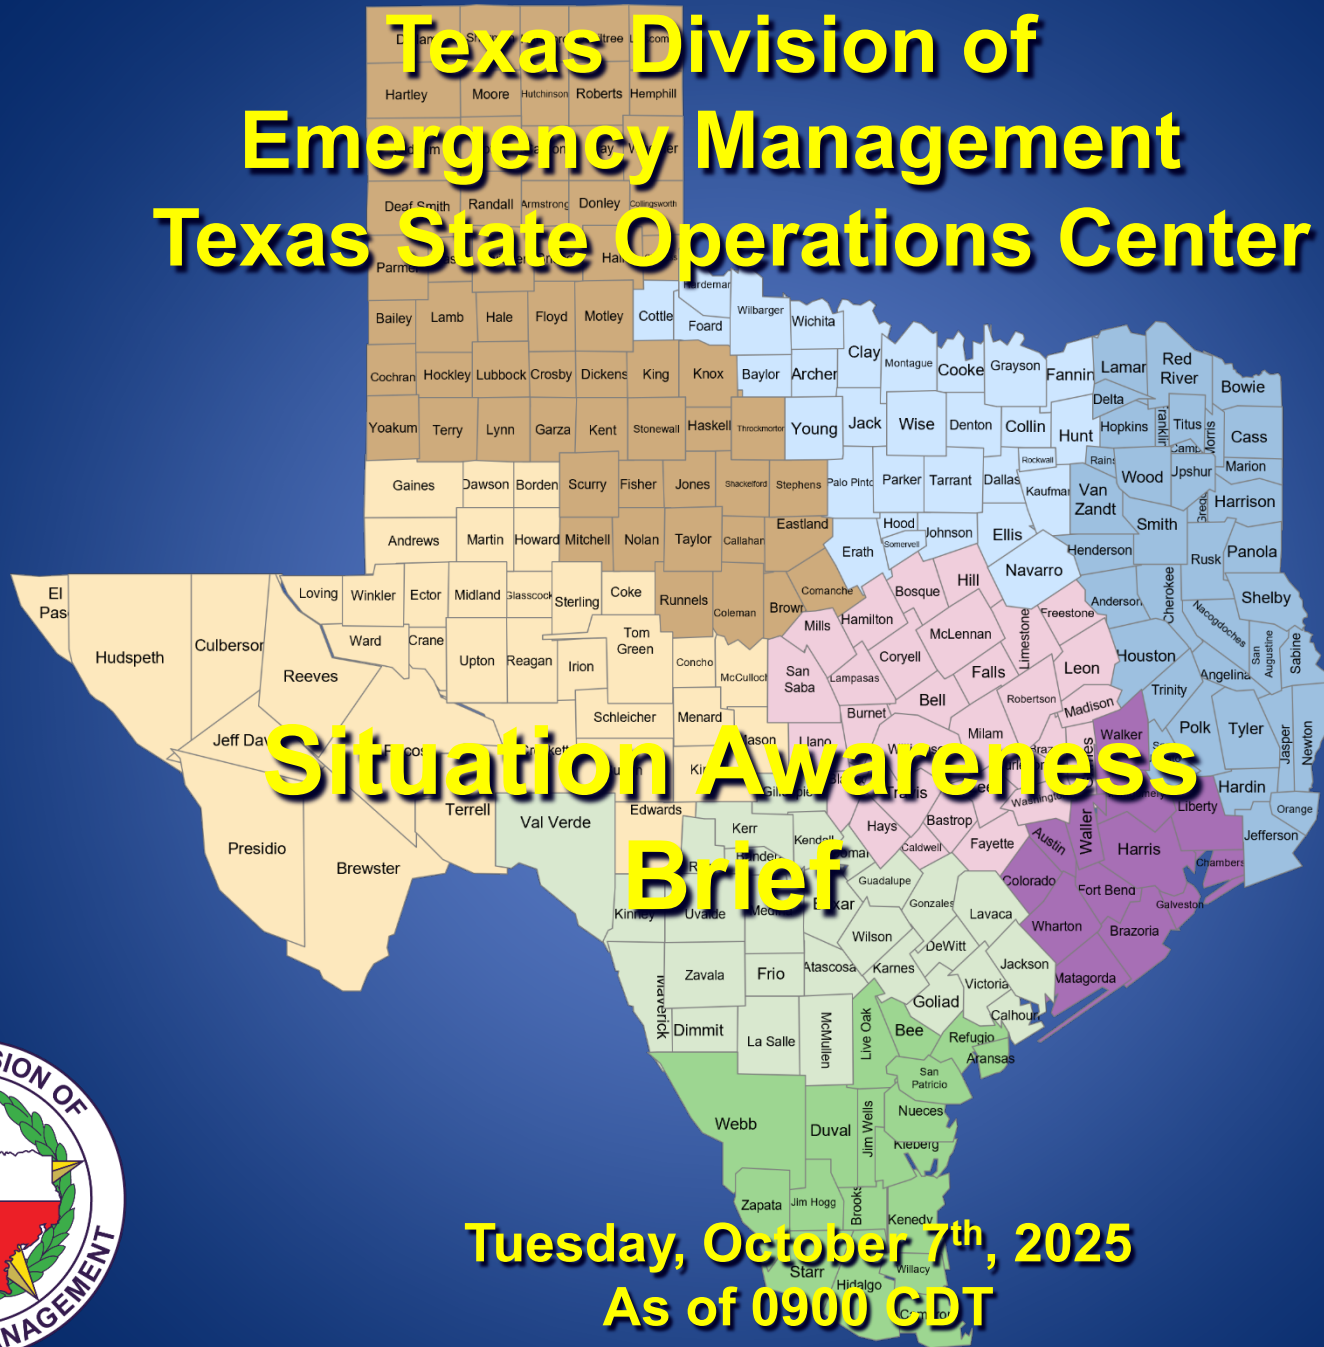 Texas Division of
Emergency Management
Texas State Operations Center
Hartley Moore Hutchinson Roberts Hemphill
Deaf Smith Randall Armstrong Donley Collingsworth
Bailey Lamb Hale Floyd Motley Cottle Foard Wilbarger Wichita
Clay Montague Cooke Grayson Fannin Lamar Red River Bowie
Cochran Hockley Lubbock Crosby Dickens King Knox Baylor Archer
Delta
Yoakum Terry Lynn Garza Kent Stonewall Haskell Throckmorton Young Jack Wise Denton Collin Hunt Hopkins Titus Cass
Rockwall Rains Marion
Gaines Dawson Borden Scurry Fisher Jones Shackelford Stephens Palo Pinto Parker Tarrant Dallas Kaufman Van Zandt Wood Upshur Harrison
Andrews Martin Howard Mitchell Nolan Taylor Callahan Eastland Erath Hood Somervell Johnson Ellis Navarro Henderson Smith Rusk Panola
El Pas Hudspeth Culberson Reeves Loving Winkler Ector Midland Glasscock Sterling Coke Runnels Coleman Brown Comanche
Bosque Hill Freestone Anderson Cherokee Nacogdoches Shelby
Ward Crane Upton Reagan Irion Tom Green Concho McCulloch Mills Hamilton McLennan Limestone Leon Houston Angelina San Augustine Sabine
San Saba Lampasas Coryell Falls Bell Robertson Madison Trinity
Schleicher Menard Burnet Milam Walker Polk Tyler Jasper Newton
Jeff Dav Llano
Situation Awareness
Brief
Presidio Brewster Terrell Val Verde Edwards Kerr Hays Bastrop Caldwell Fayette Washington Austin Waller Harris Liberty Hardin Orange Jefferson Chambers
Guadalupe Gonzales Lavaca Colorado Fort Bend Galveston
Kinney Uvalde Wilson DeWitt Wharton Brazoria
Maverick Zavala Frio Atascosa Karnes Goliad Victoria Jackson Matagorda
Dimmit La Salle McMullen Live Oak Bee Refugio Calhoun Aransas
San Patricio
Webb Duval Jim Wells Nueces Kleberg
Zapata Jim Hogg Brooks Kenedy
Tuesday, October 7th, 2025
Starr Hidalgo Willacy
As of 0900 CDT
SION OF
NAGEMENT